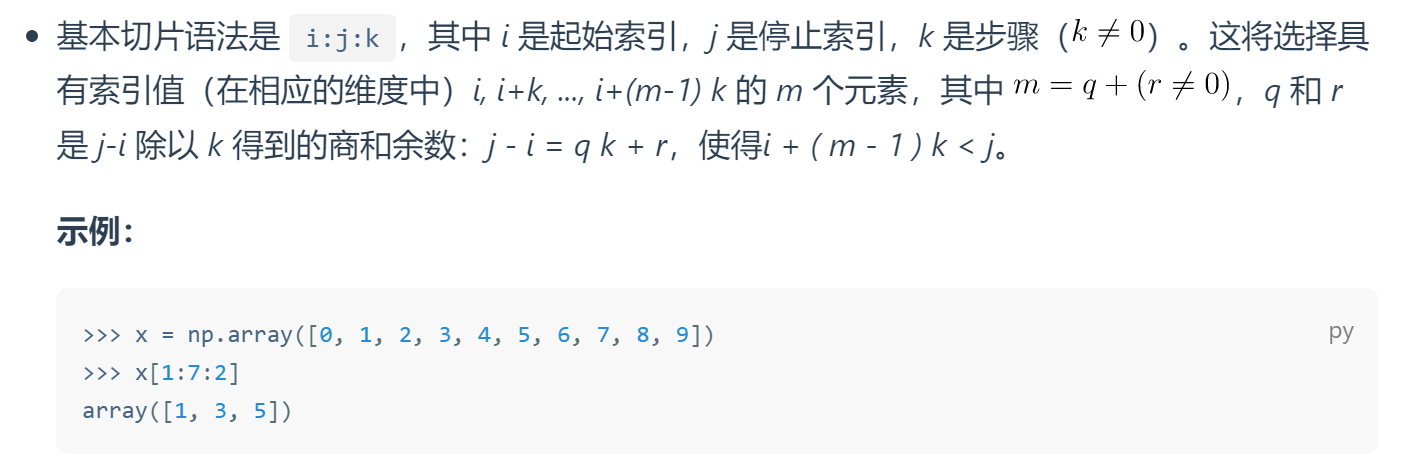 • 基本切片语法是 i:j:k ，其中 i 是起始索引，j 是停止索引，k 是步骤（k ≠ 0）。这将选择具
有索引值（在相应的维度中）i, i+k, ..., i+(m-1) k 的 m 个元素，其中 m = q + (r ≠ 0)，q 和 r
是 j-i 除以 k 得到的商和余数：j - i = q k + r，使得i + ( m - 1 ) k < j。
示例：
py
>>> x = np.array([0, 1, 2, 3, 4, 5, 6, 7, 8, 9])
>>> x[1:7:2]
array([1, 3, 5])